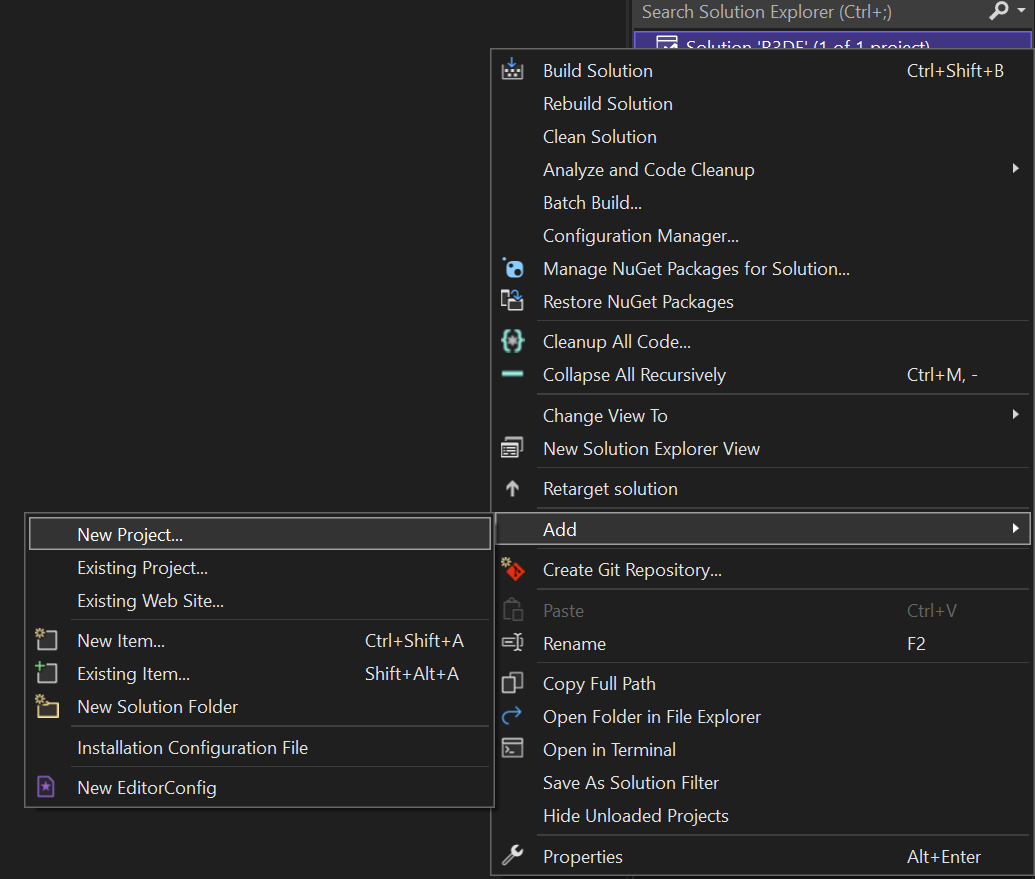 Search Solution Explorer (Ctrl+;)
Solution 'R3DF' (1 of 1 project)
Build Solution Ctrl+Shift+B
Rebuild Solution
Clean Solution
Analyze and Code Cleanup
Batch Build...
Configuration Manager...
Manage NuGet Packages for Solution...
Restore NuGet Packages
Cleanup All Code...
Collapse All Recursively Ctrl+M, -
Change View To
New Solution Explorer View
Retarget solution
Add
Create Git Repository...
Paste Ctrl+V
Rename F2
Copy Full Path
Open Folder in File Explorer
Open in Terminal
Save As Solution Filter
Hide Unloaded Projects
Properties Alt+Enter
New Project...
Existing Project...
Existing Web Site...
New Item... Ctrl+Shift+A
Existing Item... Shift+Alt+A
New Solution Folder
Installation Configuration File
New EditorConfig